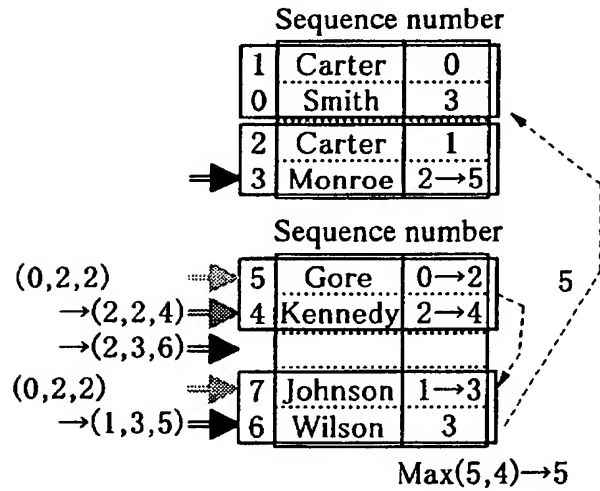 Sequence number
1 Carter 0
0 Smith 3
2 Carter 1
3 Monroe 2→5
Sequence number
(0,2,2) 5 Gore 0→2 5
→(2,2,4) 4 Kennedy 2→4
→(2,3,6)
(0,2,2) 7 Johnson 1→3
→(1,3,5) 6 Wilson 3
Max(5,4)→5